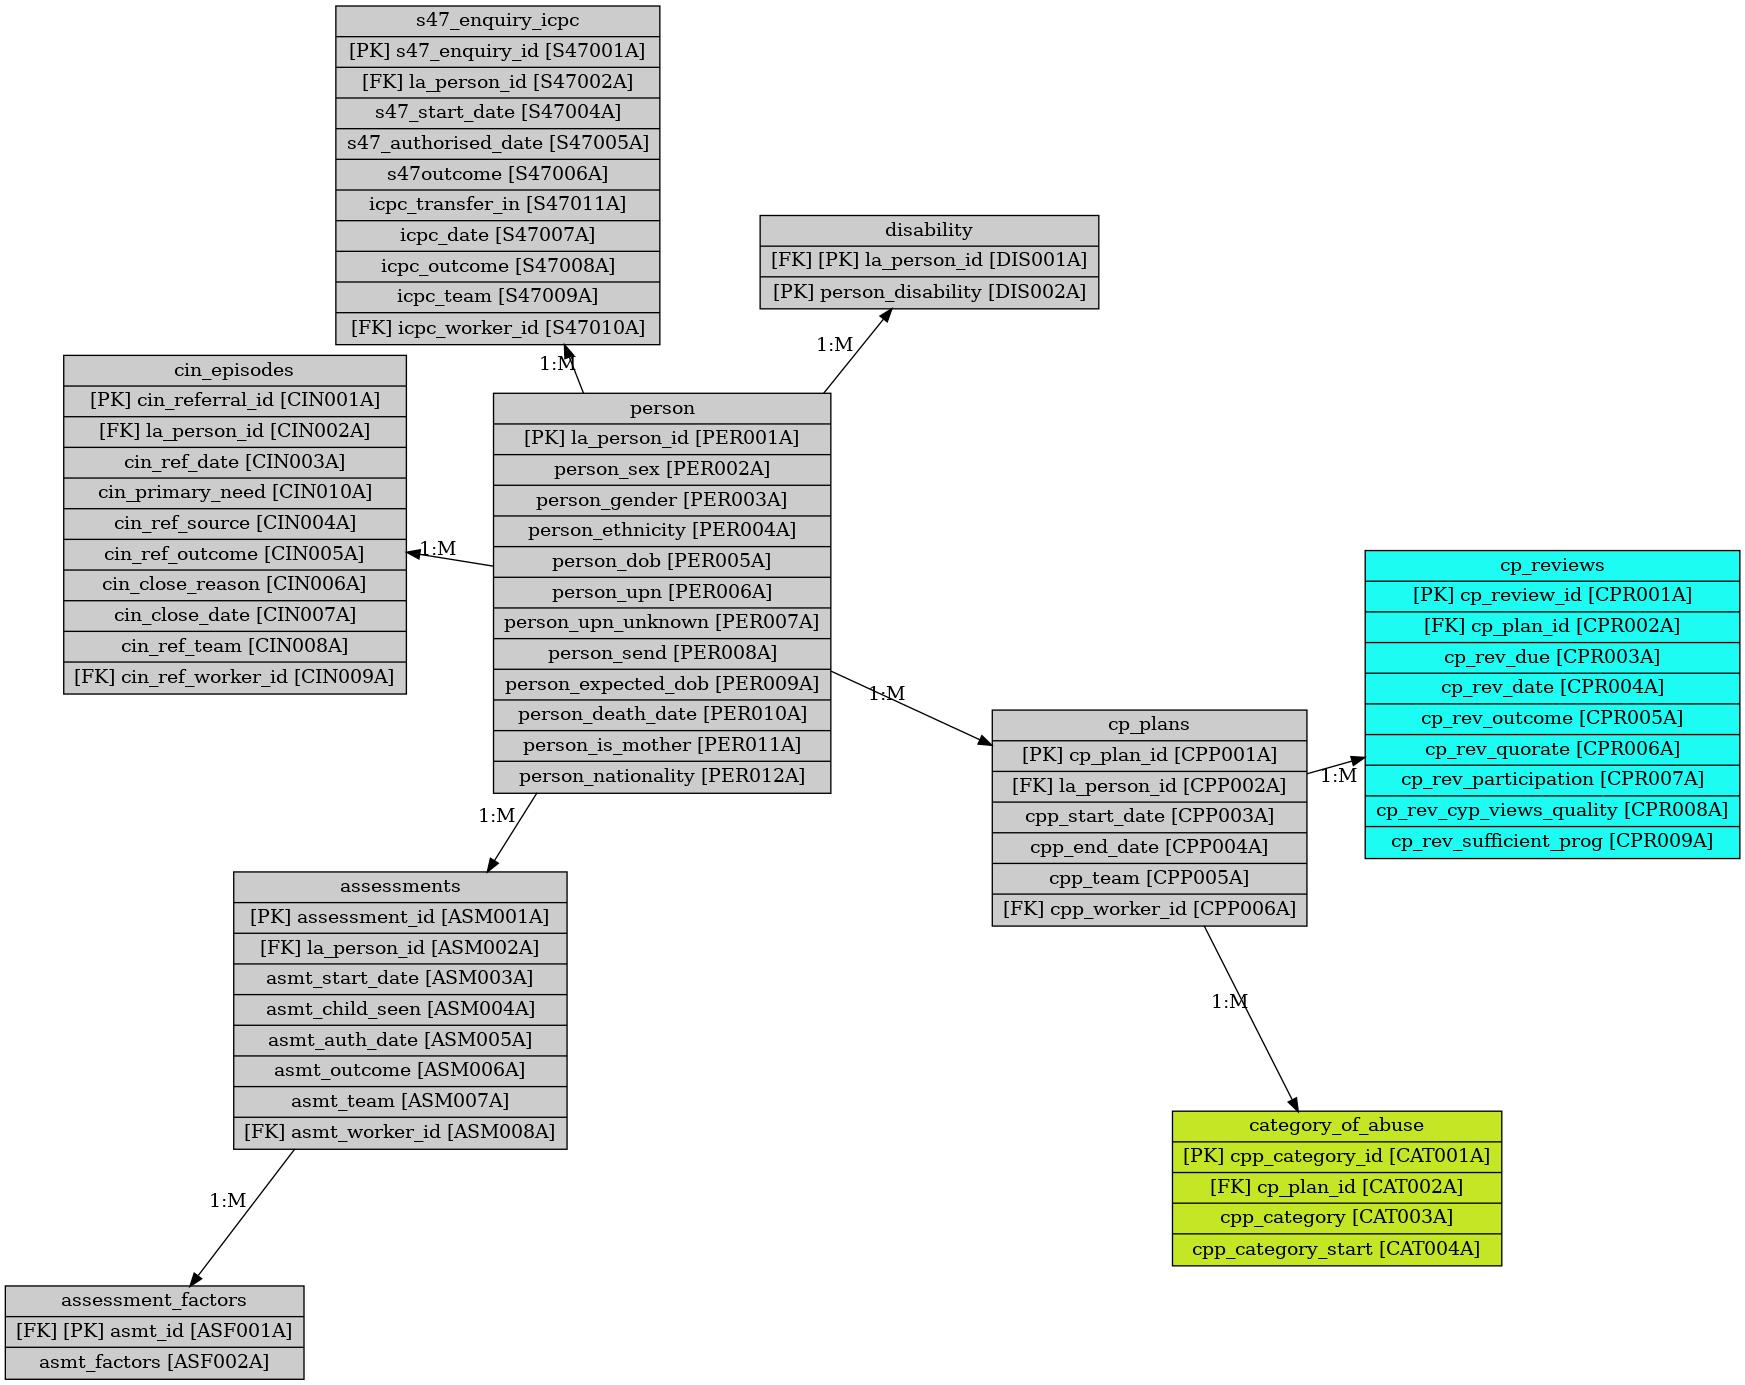 s47_enquiry_icpc
[PK] s47_enquiry_id [S47001A]
[FK] la_person_id [S47002A]
s47_start_date [S47004A]
s47_authorised_date [S47005A]
s47outcome [S47006A]
icpc_transfer_in [S47011A]
icpc_date [S47007A]
icpc_outcome [S47008A]
icpc_team [S47009A]
[FK] icpc_worker_id [S47010A]
disability
[FK] [PK] la_person_id [DIS001A]
[PK] person_disability [DIS002A]
1:M
1:M
cin_episodes
[PK] cin_referral_id [CIN001A]
[FK] la_person_id [CIN002A]
cin_ref_date [CIN003A]
cin_primary_need [CIN010A]
cin_ref_source [CIN004A]
cin_ref_outcome [CIN005A]
cin_close_reason [CIN006A]
cin_close_date [CIN007A]
cin_ref_team [CIN008A]
[FK] cin_ref_worker_id [CIN009A]
1:M
person
[PK] la_person_id [PER001A]
person_sex [PER002A]
person_gender [PER003A]
person_ethnicity [PER004A]
person_dob [PER005A]
person_upn [PER006A]
person_upn_unknown [PER007A]
person_send [PER008A]
person_expected_dob [PER009A]
person_death_date [PER010A]
person_is_mother [PER011A]
person_nationality [PER012A]
1:M
cp_plans
[PK] cp_plan_id [CPP001A]
[FK] la_person_id [CPP002A]
cpp_start_date [CPP003A]
cpp_end_date [CPP004A]
cpp_team [CPP005A]
[FK] cpp_worker_id [CPP006A]
1:M
cp_reviews
[PK] cp_review_id [CPR001A]
[FK] cp_plan_id [CPR002A]
cp_rev_due [CPR003A]
cp_rev_date [CPR004A]
cp_rev_outcome [CPR005A]
cp_rev_quorate [CPR006A]
cp_rev_participation [CPR007A]
cp_rev_cyp_views_quality [CPR008A]
cp_rev_sufficient_prog [CPR009A]
1:M
assessments
[PK] assessment_id [ASM001A]
[FK] la_person_id [ASM002A]
asmt_start_date [ASM003A]
asmt_child_seen [ASM004A]
asmt_auth_date [ASM005A]
asmt_outcome [ASM006A]
asmt_team [ASM007A]
[FK] asmt_worker_id [ASM008A]
1:M
category_of_abuse
[PK] cpp_category_id [CAT001A]
[FK] cp_plan_id [CAT002A]
cpp_category [CAT003A]
cpp_category_start [CAT004A]
1:M
assessment_factors
[FK] [PK] asmt_id [ASF001A]
asmt_factors [ASF002A]